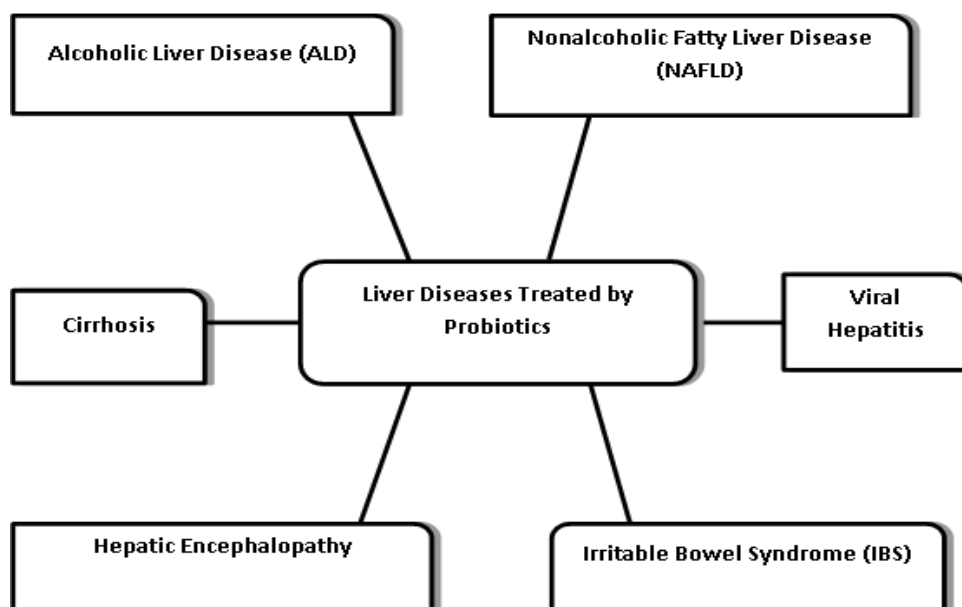 Alcoholic Liver Disease (ALD)
Nonalcoholic Fatty Liver Disease
(NAFLD)
Liver Diseases Treated by
Probiotics
Cirrhosis
Viral
Hepatitis
Hepatic Encephalopathy
Irritable Bowel Syndrome (IBS)